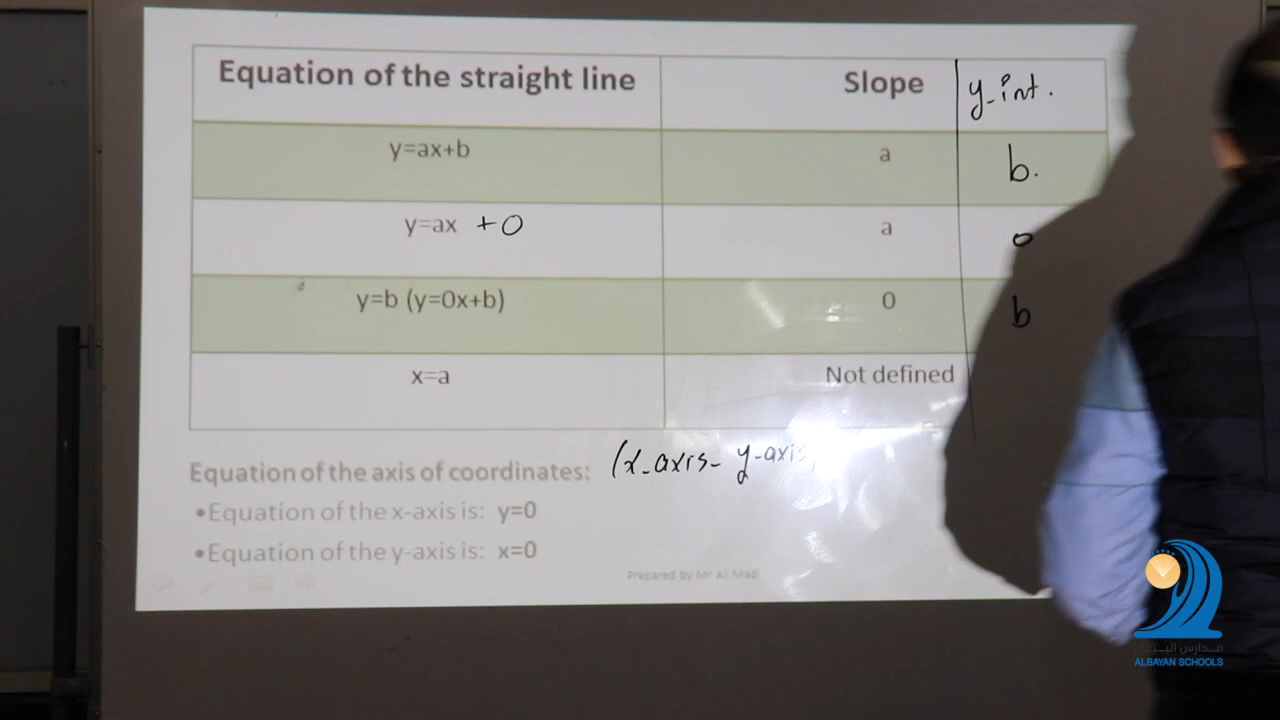 Equation of the straight line Slope y-int.
y=ax+b a b.
y=ax +0 a 0
y=b (y=0x+b) 0 b
x=a Not defined
Equation of the axis of coordinates: (x-axis- y-axis)
•Equation of the x-axis is: y=0
•Equation of the y-axis is: x=0
Prepared by Mr Ali Madi
مدارس البيان
ALBAYAN SCHOOLS